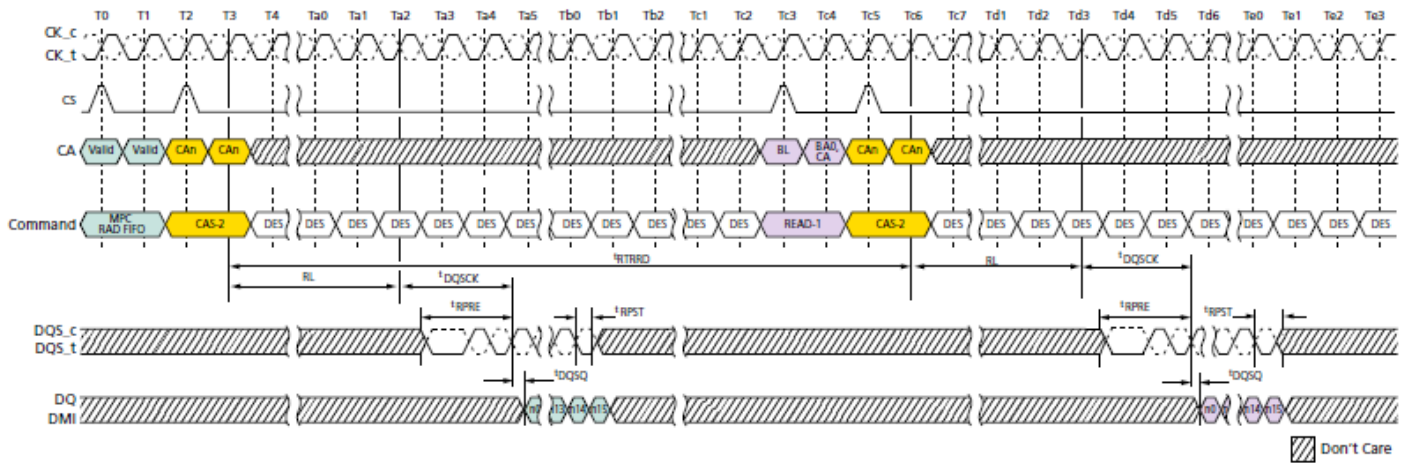 T0 T1 T2 T3 T4 Ta0 Ta1 Ta2 Ta3 Ta4 Ta5 Tb0 Tb1 Tb2 Tc1 Tc2 Tc3 Tc4 Tc5 Tc6 Tc7 Td1 Td2 Td3 Td4 Td5 Td6 Te0 Te1 Te2 Te3
CK_c
CK_t
CS
CA Valid Valid CAn CAn BL BA0, CA CAn CAn
Command MPC RAD FIFO CAS-2 DES DES DES DES DES DES DES DES DES DES DES DES READ-1 CAS-2 DES DES DES DES DES DES DES DES DES DES DES
tRTRRD
RL tDQSCK RL tDQSCK
tRPRE tRPST tRPRE tRPST
DQS_c
DQS_t
tDQSQ tDQSQ
DQ
DMI
n0 n13 n14 n15 n0 n14 n15
Don't Care